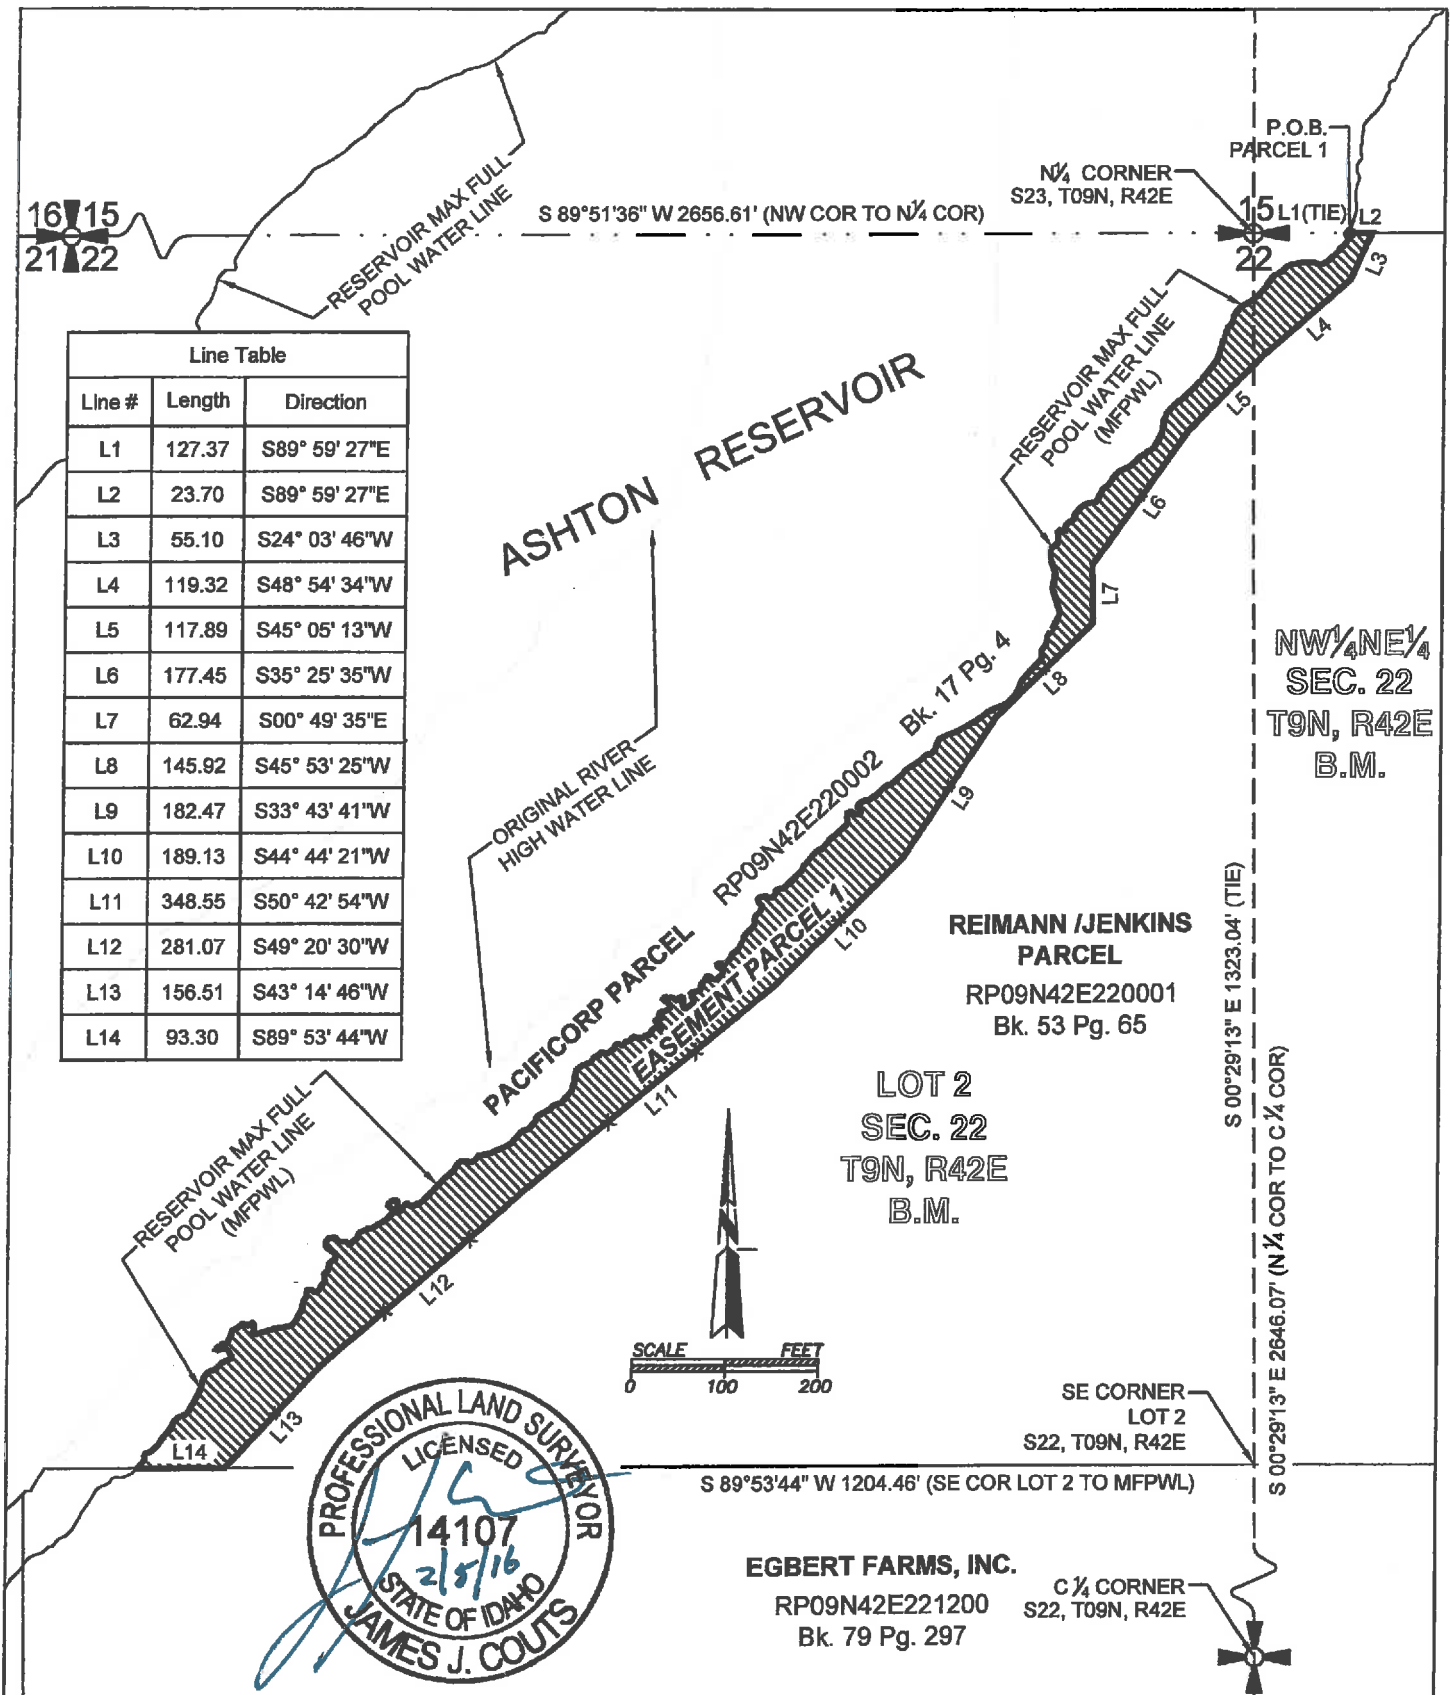 P.O.B.
PARCEL 1
N¼ CORNER
S23, T09N, R42E
16 15
21 22
S 89°51'36" W 2656.61' (NW COR TO N¼ COR)
15
22
L1(TIE)
L2
L3
L4
L5
L6
L7
L8
L9
L10
L11
L12
L13
L14
RESERVOIR MAX FULL
POOL WATER LINE
RESERVOIR MAX FULL
POOL WATER LINE
(MFPWL)
Line Table
Line # Length Direction
L1 127.37 S89° 59' 27"E
L2 23.70 S89° 59' 27"E
L3 55.10 S24° 03' 46"W
L4 119.32 S48° 54' 34"W
L5 117.89 S45° 05' 13"W
L6 177.45 S35° 25' 35"W
L7 62.94 S00° 49' 35"E
L8 145.92 S45° 53' 25"W
L9 182.47 S33° 43' 41"W
L10 189.13 S44° 44' 21"W
L11 348.55 S50° 42' 54"W
L12 281.07 S49° 20' 30"W
L13 156.51 S43° 14' 46"W
L14 93.30 S89° 53' 44"W
ASHTON RESERVOIR
NW¼NE¼
SEC. 22
T9N, R42E
B.M.
ORIGINAL RIVER
HIGH WATER LINE
Bk. 17 Pg. 4
RP09N42E220002
PACIFICORP PARCEL
EASEMENT PARCEL 1
REIMANN /JENKINS
PARCEL
RP09N42E220001
Bk. 53 Pg. 65
S 00°29'13" E 1323.04' (TIE)
S 00°29'13" E 2646.07' (N ¼ COR TO C ¼ COR)
LOT 2
SEC. 22
T9N, R42E
B.M.
RESERVOIR MAX FULL
POOL WATER LINE
(MFPWL)
SCALE FEET
0 100 200
SE CORNER
LOT 2
S22, T09N, R42E
S 89°53'44" W 1204.46' (SE COR LOT 2 TO MFPWL)
PROFESSIONAL LAND SURVEYOR
LICENSED
14107
2/5/16
STATE OF IDAHO
JAMES J. COUTS
EGBERT FARMS, INC.
RP09N42E221200
Bk. 79 Pg. 297
C ¼ CORNER
S22, T09N, R42E